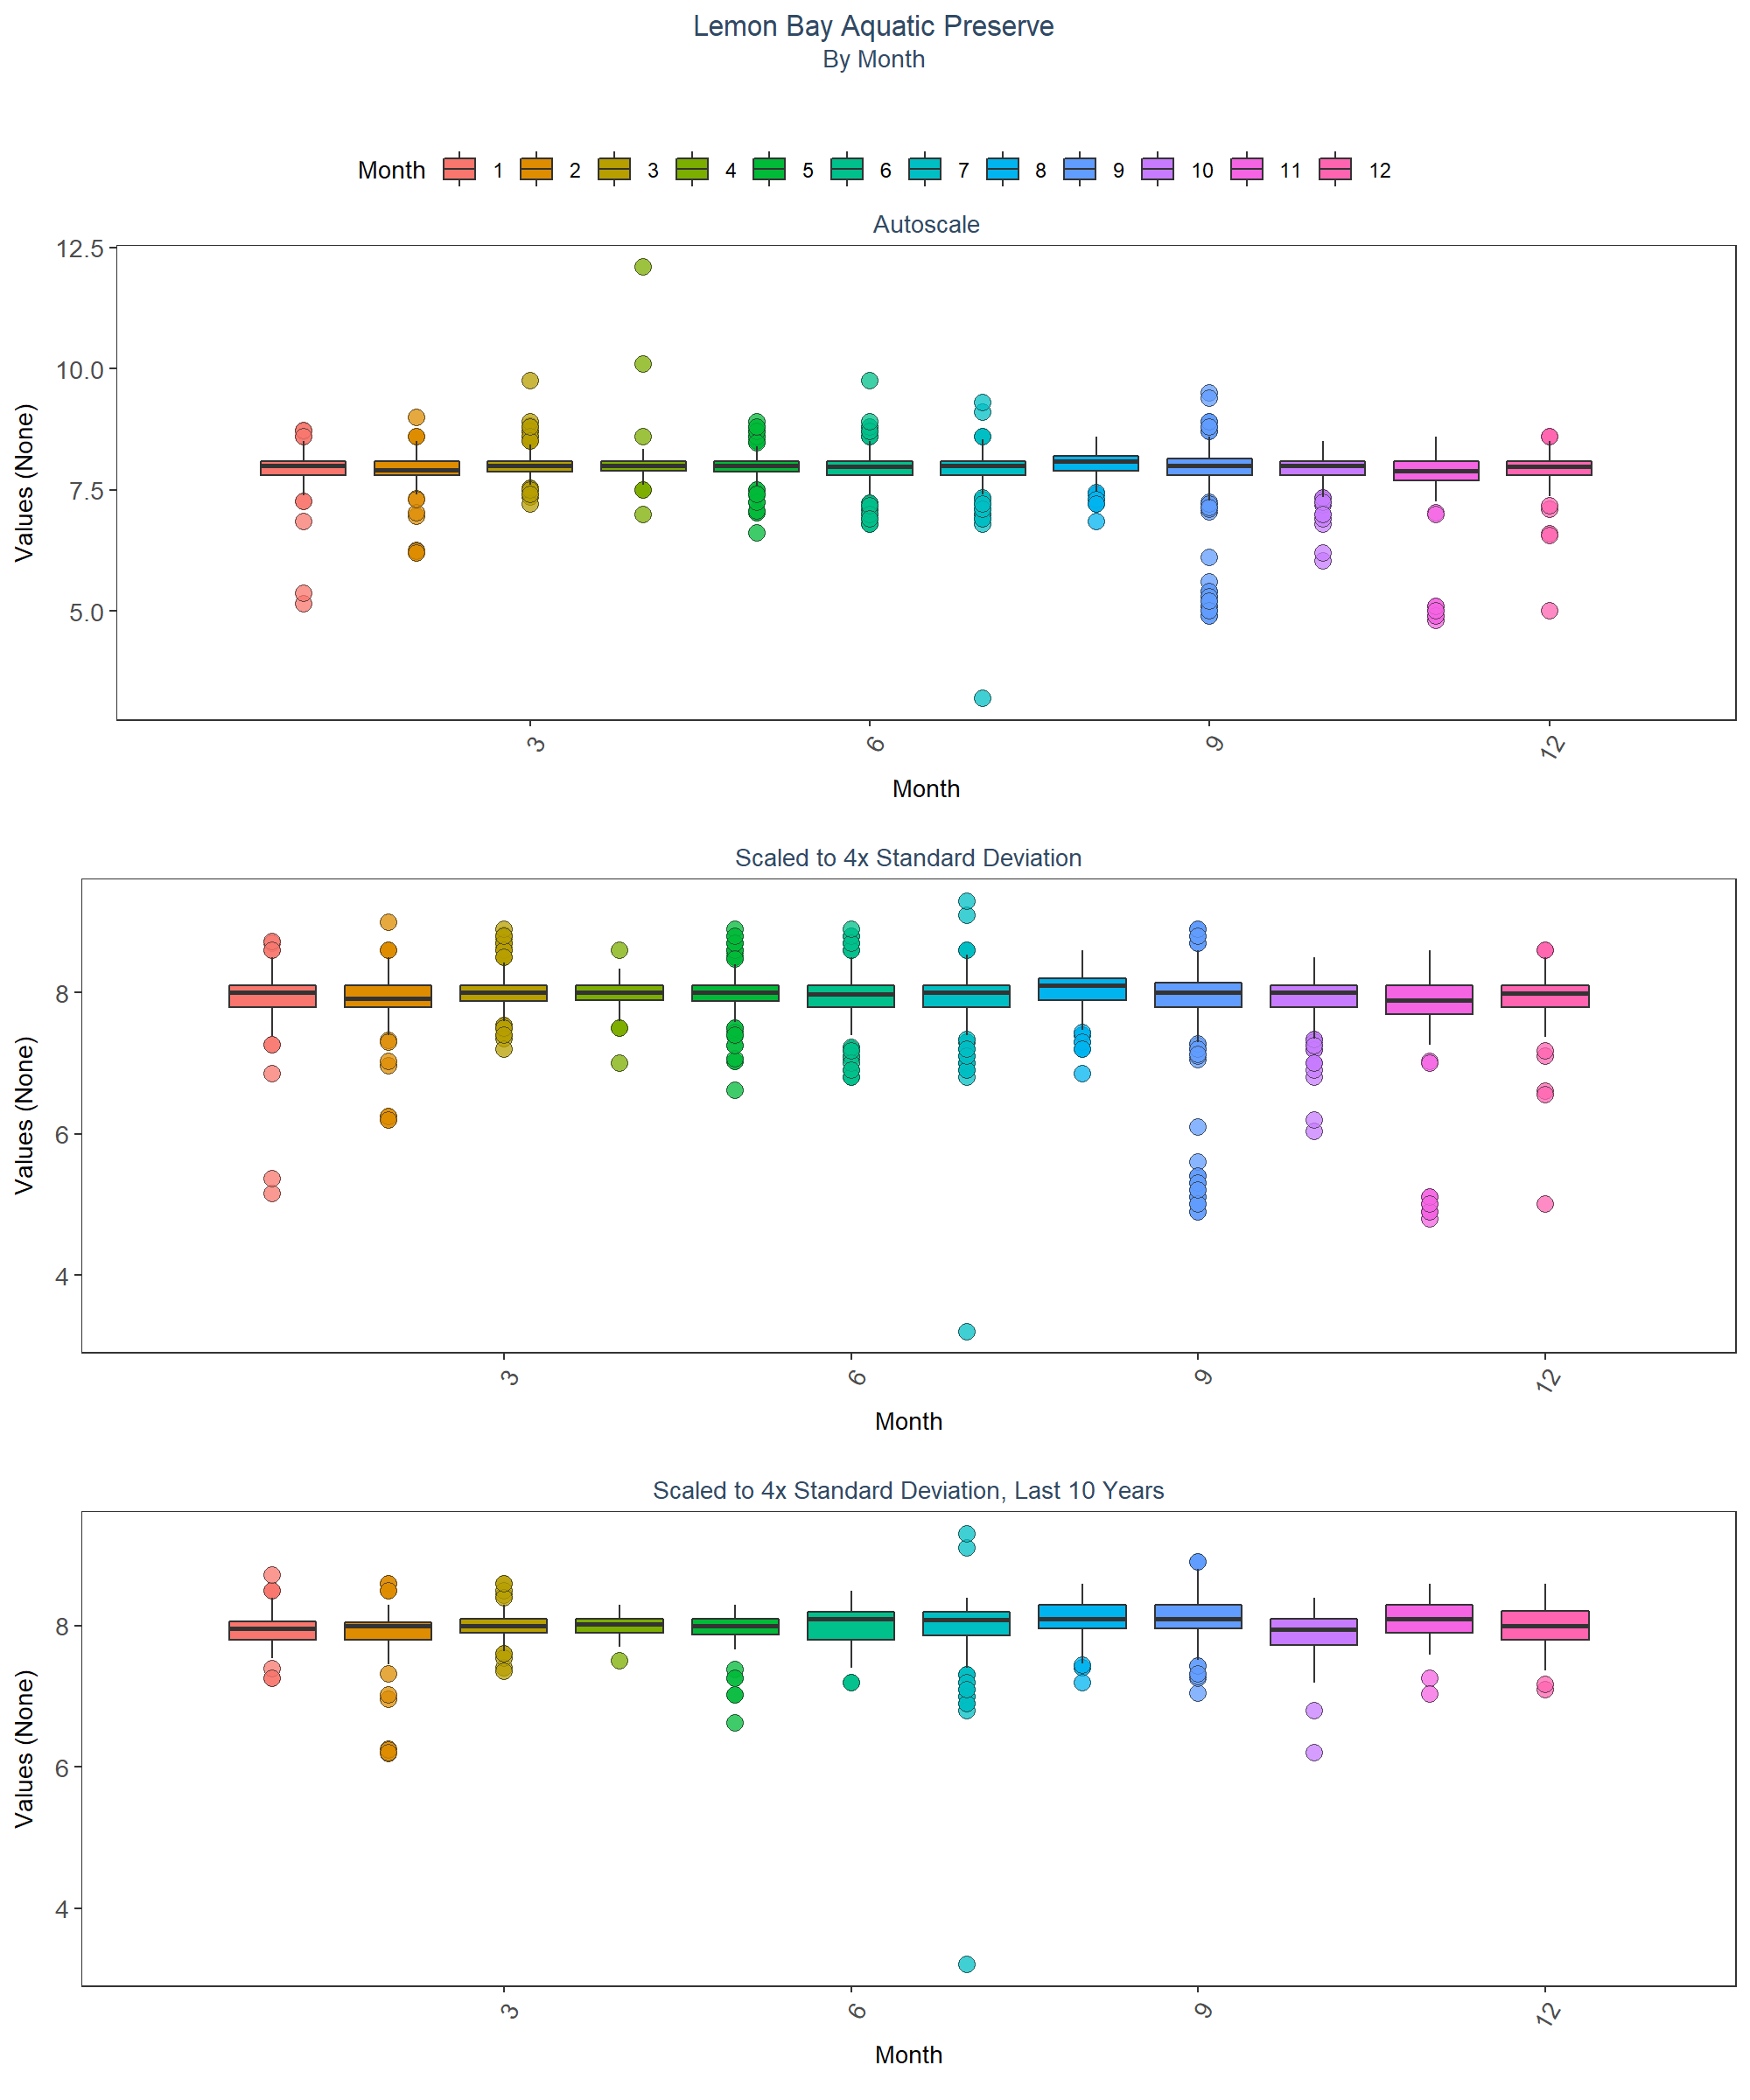 Lemon Bay Aquatic Preserve
By Month
Month 1 2 3 4 5 6 7 8 9 10 11 12
Autoscale
Values (None)
12.5
10.0
7.5
5.0
3 6 9 12
Month
Scaled to 4x Standard Deviation
Values (None)
8
6
4
3 6 9 12
Month
Scaled to 4x Standard Deviation, Last 10 Years
Values (None)
8
6
4
3 6 9 12
Month